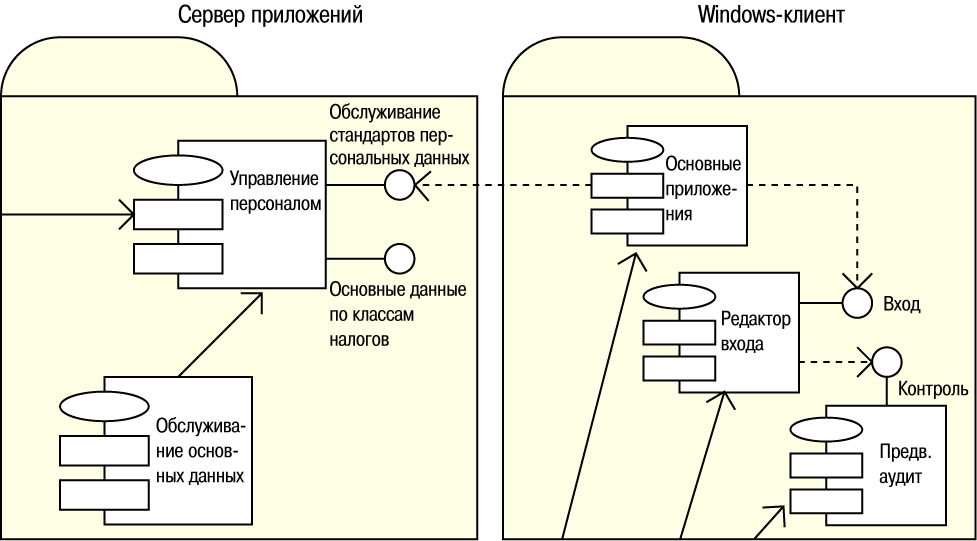 Сервер приложений
Обслуживание
стандартов пер-
сональных данных
Управление
персоналом
Основные данные
по классам
налогов
Обслужива-
ние основ-
ных данных
Windows-клиент
Основные
приложе-
ния
Редактор
входа
Вход
Контроль
Предв.
аудит